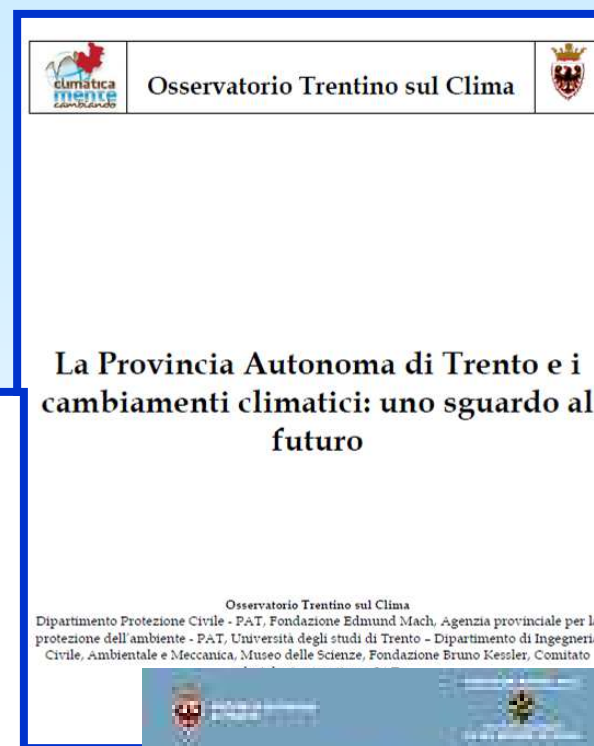 climatica
mente
cambiando
Osservatorio Trentino sul Clima
La Provincia Autonoma di Trento e i
cambiamenti climatici: uno sguardo al
futuro
Osservatorio Trentino sul Clima
Dipartimento Protezione Civile - PAT, Fondazione Edmund Mach, Agenzia provinciale per la
protezione dell'ambiente - PAT, Università degli studi di Trento – Dipartimento di Ingegneria
Civile, Ambientale e Meccanica, Museo delle Scienze, Fondazione Bruno Kessler, Comitato